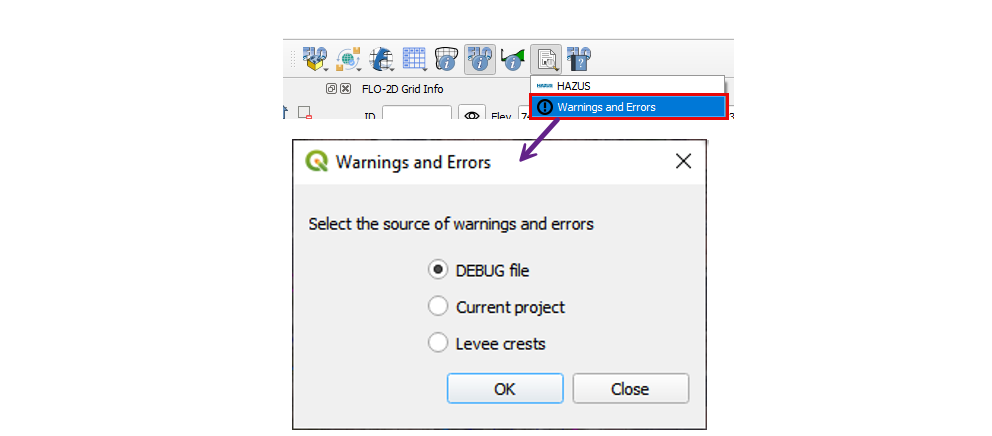 HAZUS HAZUS
FLO-2D Grid Info
Warnings and Errors
ID
Elev
Warnings and Errors
Select the source of warnings and errors
DEBUG file
Current project
Levee crests
OK
Close